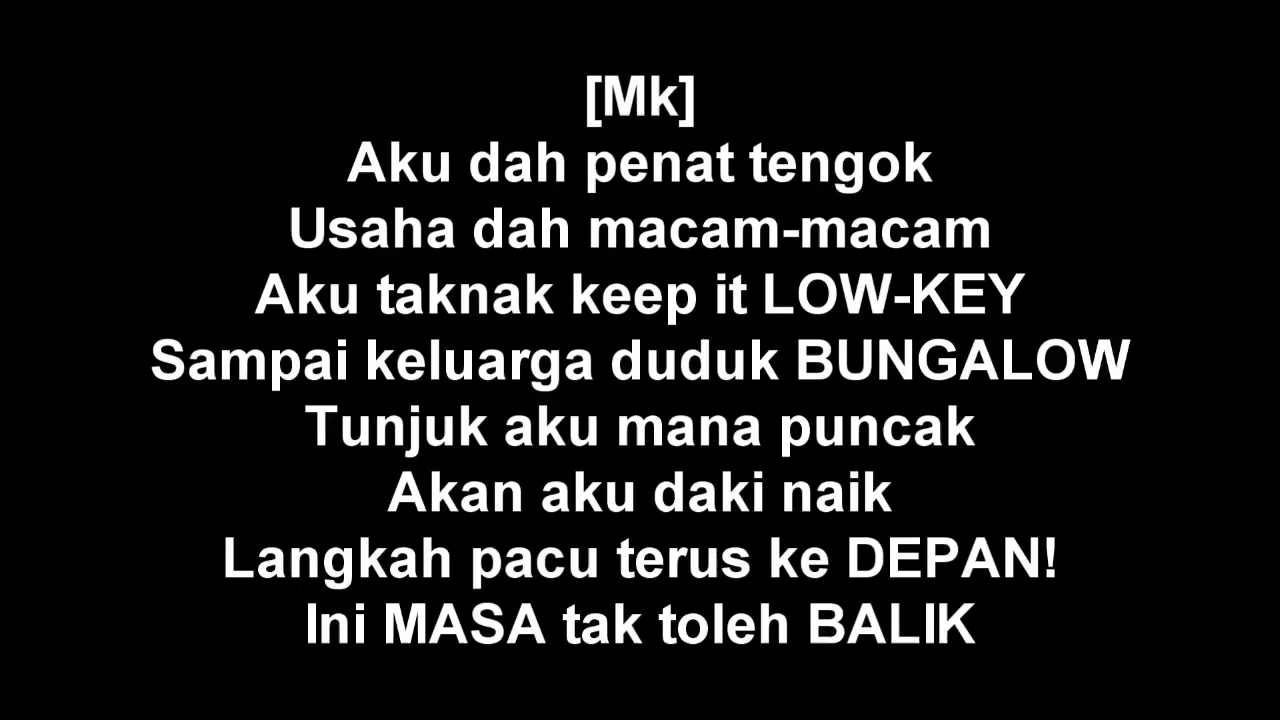 [Mk]
Aku dah penat tengok
Usaha dah macam-macam
Aku taknak keep it LOW-KEY
Sampai keluarga duduk BUNGALOW
Tunjuk aku mana puncak
Akan aku daki naik
Langkah pacu terus ke DEPAN!
Ini MASA tak toleh BALIK